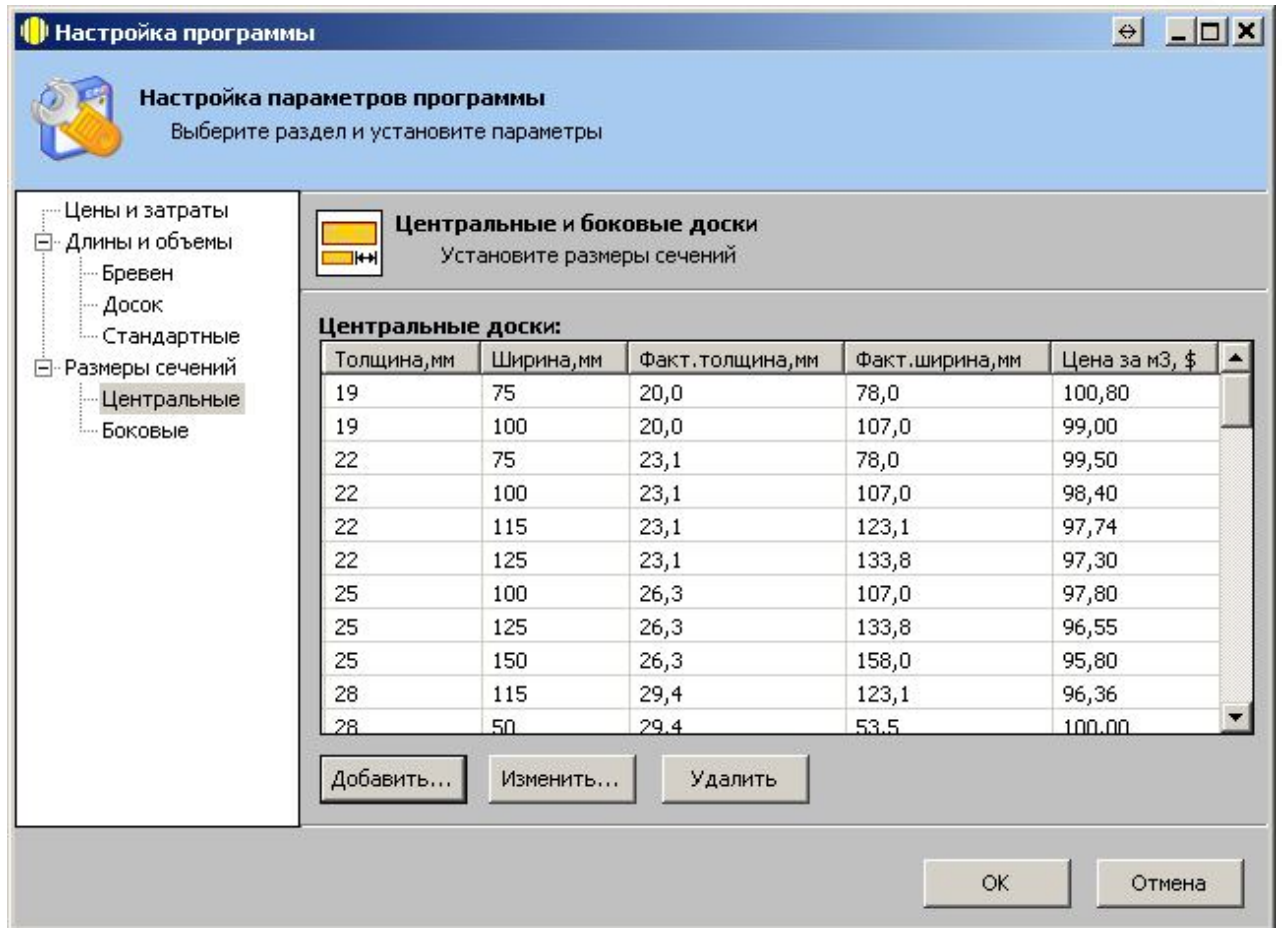 Настройка программы
Настройка параметров программы
Выберите раздел и установите параметры
Цены и затраты
Длины и объемы
Бревен
Досок
Стандартные
Размеры сечений
Центральные
Боковые
Центральные и боковые доски
Установите размеры сечений
Центральные доски:
Толщина,мм Ширина,мм Факт.толщина,мм Факт.ширина,мм Цена за м3, $
19 75 20,0 78,0 100,80
19 100 20,0 107,0 99,00
22 75 23,1 78,0 99,50
22 100 23,1 107,0 98,40
22 115 23,1 123,1 97,74
22 125 23,1 133,8 97,30
25 100 26,3 107,0 97,80
25 125 26,3 133,8 96,55
25 150 26,3 158,0 95,80
28 115 29,4 123,1 96,36
28 50 29,4 53,5 100,00
Добавить... Изменить... Удалить
ОК Отмена